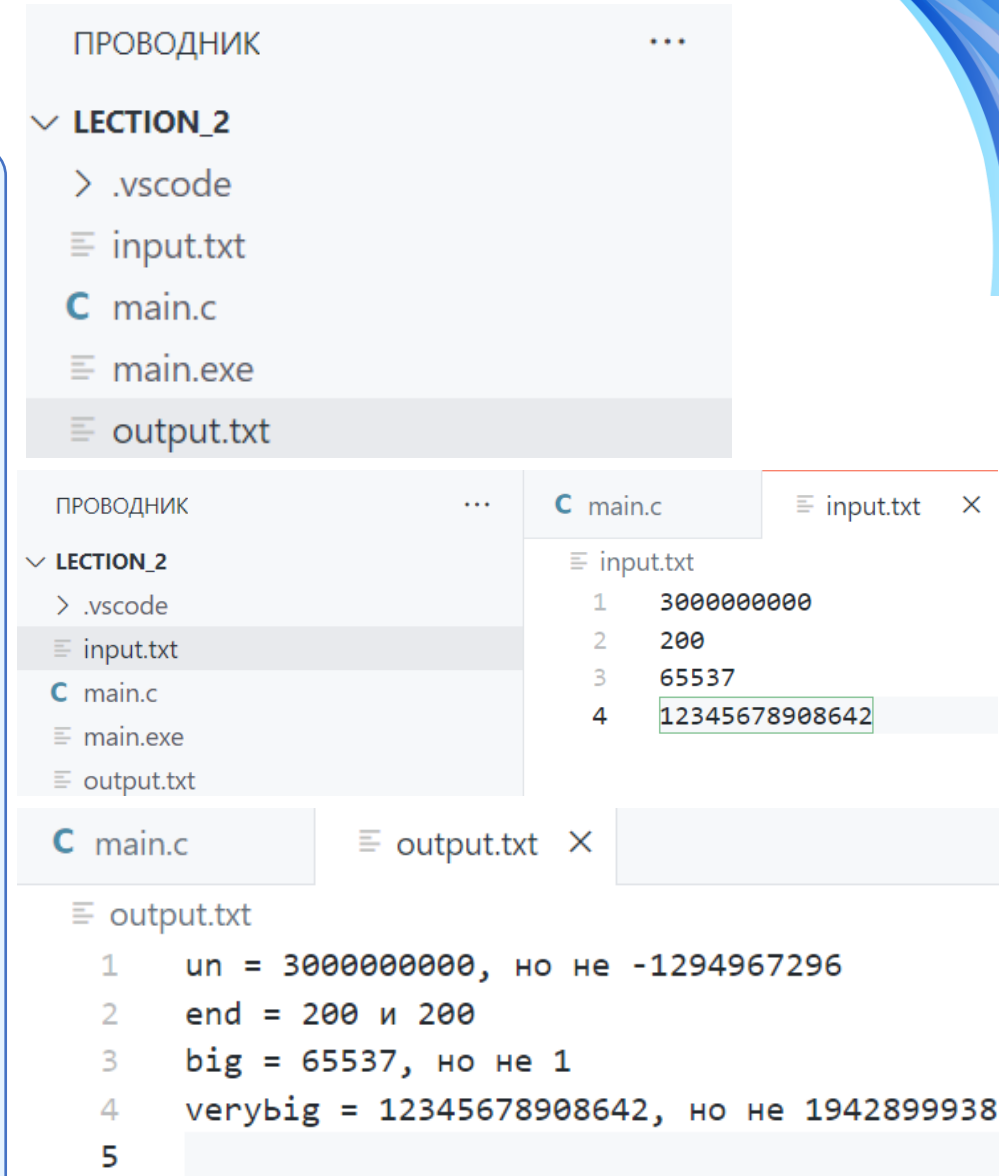 ПРОВОДНИК ...
LECTION_2
.vscode
input.txt
C main.c
main.exe
output.txt
ПРОВОДНИК ...
LECTION_2
.vscode
input.txt
C main.c
main.exe
output.txt
C main.c input.txt ×
input.txt
1 3000000000
2 200
3 65537
4 12345678908642
C main.c output.txt ×
output.txt
1 un = 3000000000, но не -1294967296
2 end = 200 и 200
3 big = 65537, но не 1
4 veryьig = 12345678908642, но не 1942899938
5